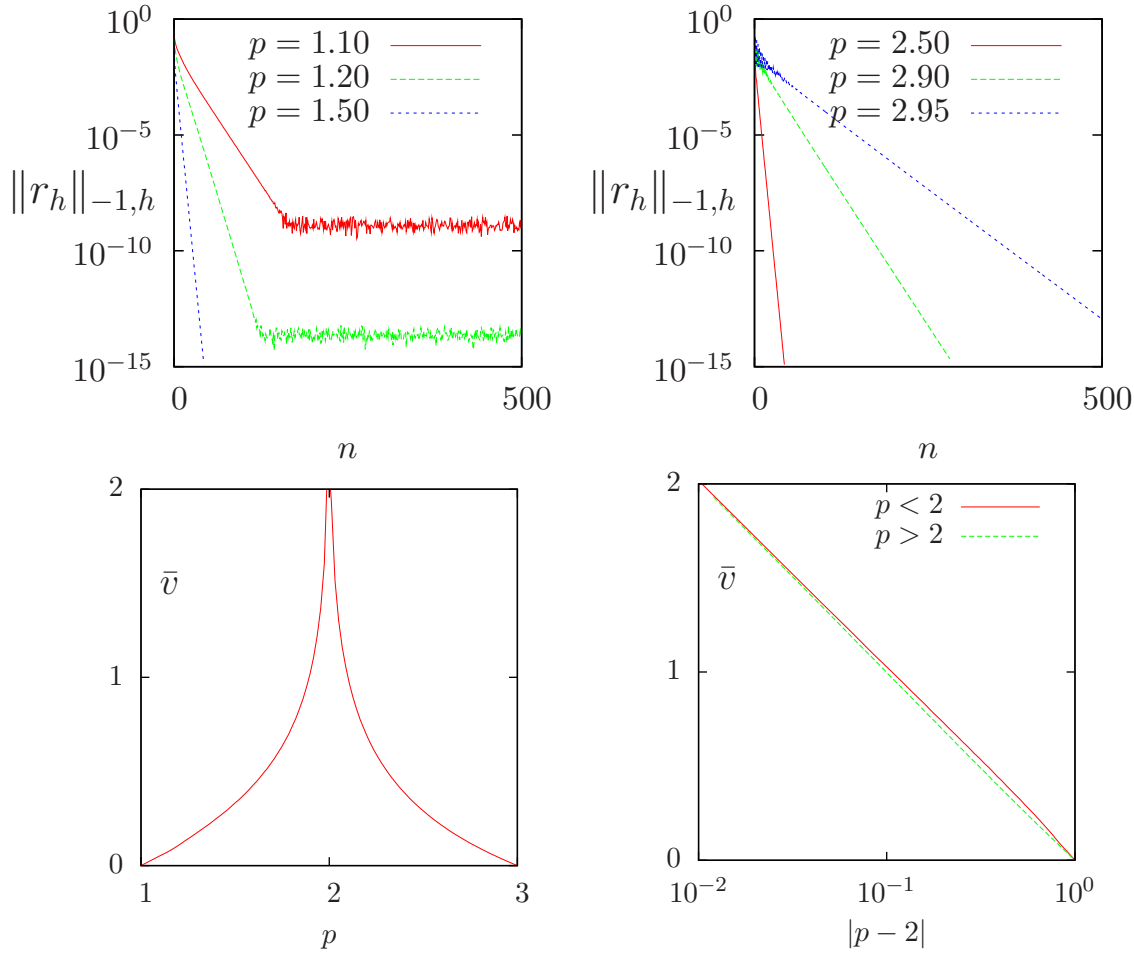 10^0
p = 1.10
p = 1.20
p = 1.50
10^{-5}
‖r_h‖_{−1,h}
10^{-10}
10^{-15}
0
500
n
10^0
p = 2.50
p = 2.90
p = 2.95
10^{-5}
‖r_h‖_{−1,h}
10^{-10}
10^{-15}
0
500
n
2
v̄
1
0
1
2
3
p
2
p < 2
p > 2
v̄
1
0
10^{-2}
10^{-1}
10^0
|p − 2|